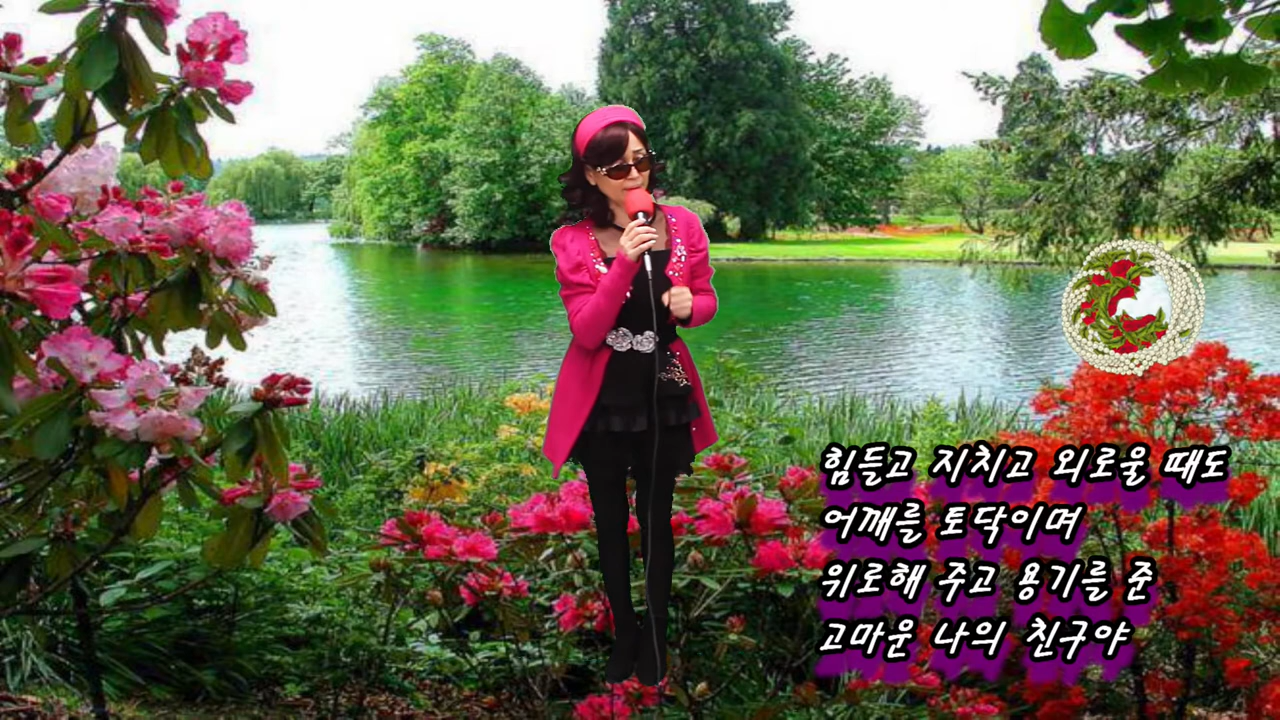 힘들고 지치고 외로울 때도
어깨를 토닥이며
위로해 주고 용기를 준
고마운 나의 친구야